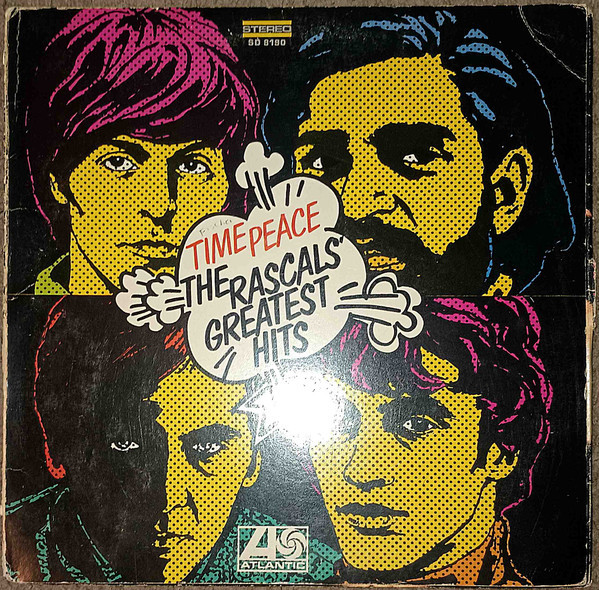 STEREO
SD 8190
TIME PEACE
THE RASCALS'
GREATEST
HITS
ATLANTIC